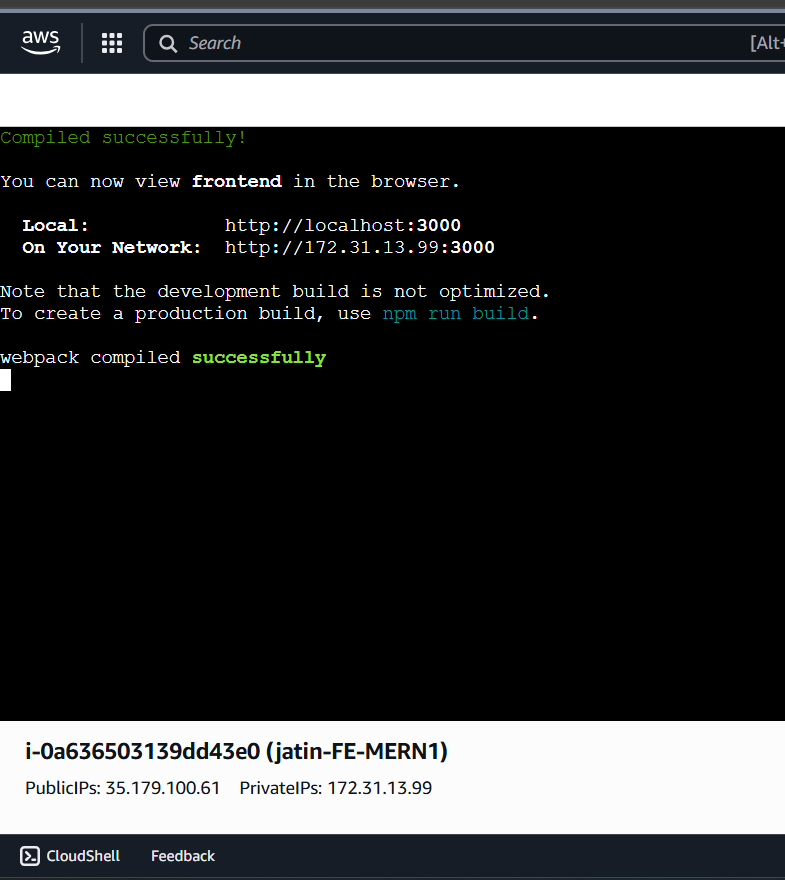 aws
Search
Compiled successfully!
You can now view frontend in the browser.
Local: http://localhost:3000
On Your Network: http://172.31.13.99:3000
Note that the development build is not optimized.
To create a production build, use npm run build.
webpack compiled successfully
i-0a636503139dd43e0 (jatin-FE-MERN1)
PublicIPs: 35.179.100.61 PrivateIPs: 172.31.13.99
CloudShell Feedback